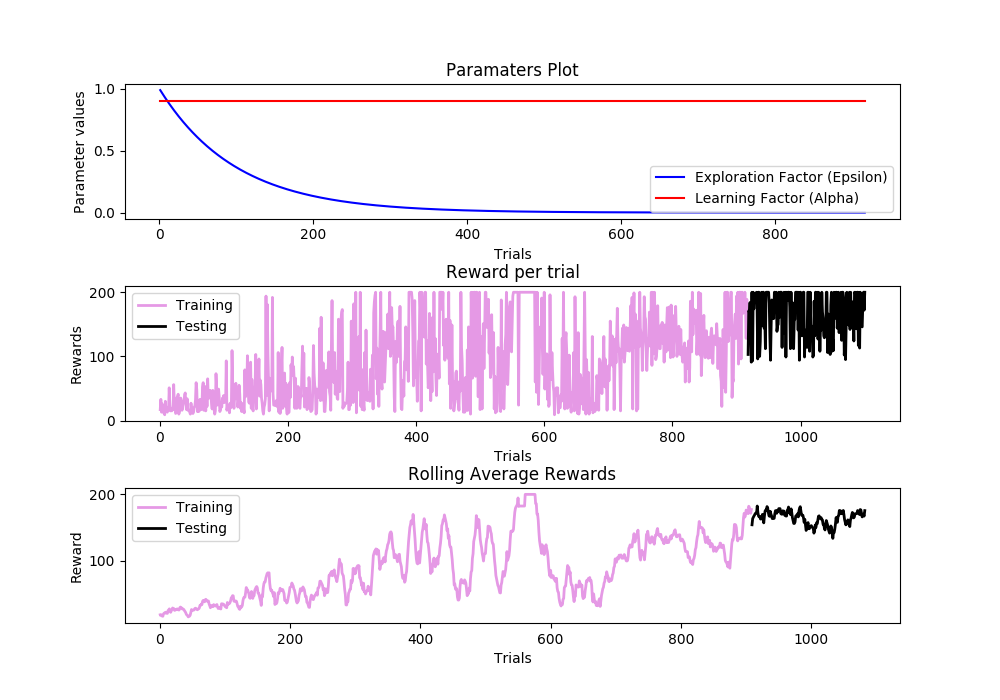 Paramaters Plot
1.0
0.5
0.0
Parameter values
Exploration Factor (Epsilon)
Learning Factor (Alpha)
0 200 400 600 800
Trials
Reward per trial
200
100
0
Rewards
Training
Testing
0 200 400 600 800 1000
Trials
Rolling Average Rewards
200
100
Reward
Training
Testing
0 200 400 600 800 1000
Trials